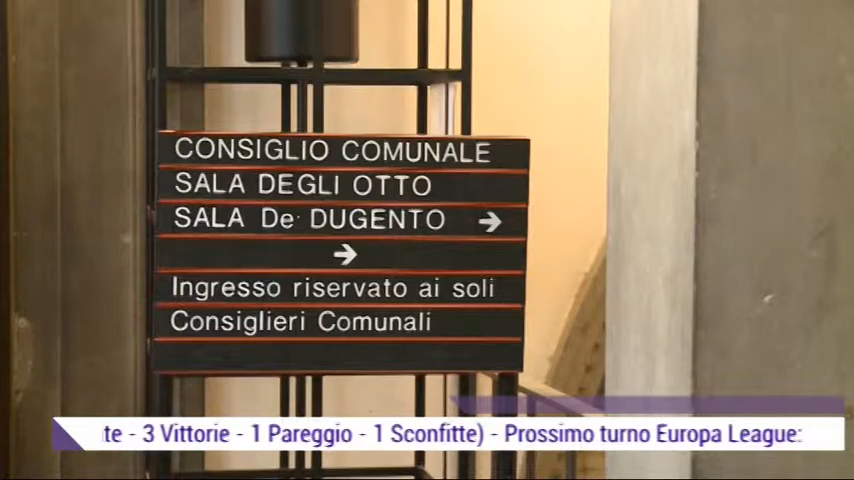 CONSIGLIO COMUNALE
SALA DEGLI OTTO
SALA De' DUGENTO →
→
Ingresso riservato ai soli
Consiglieri Comunali
te - 3 Vittorie - 1 Pareggio - 1 Sconfitte) - Prossimo turno Europa League: